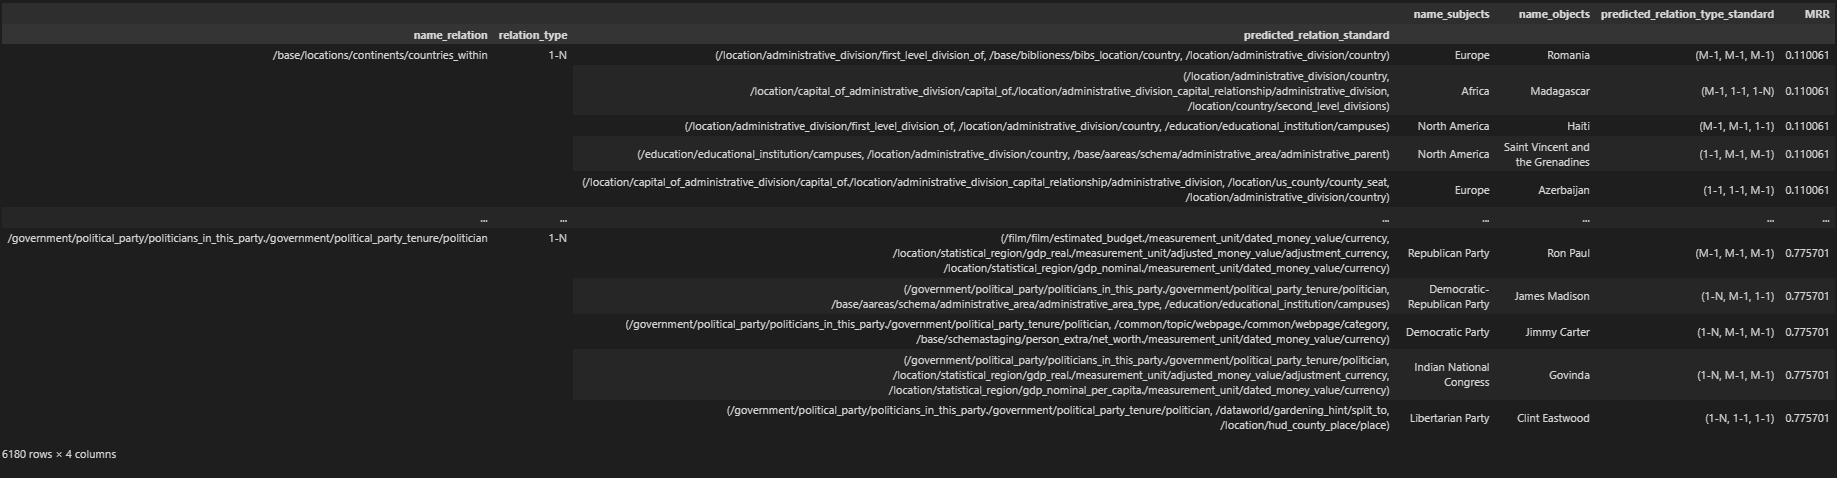 name_subjects name_objects predicted_relation_type_standard MRR
name_relation relation_type predicted_relation_standard
/base/locations/continents/countries_within 1-N (/location/administrative_division/first_level_division_of, /base/biblioness/bibs_location/country, /location/administrative_division/country) Europe Romania (M-1, M-1, M-1) 0.110061
(/location/administrative_division/country,
/location/capital_of_administrative_division/capital_of./location/administrative_division_capital_relationship/administrative_division, Africa Madagascar (M-1, 1-1, 1-N) 0.110061
/location/country/second_level_divisions)
(/location/administrative_division/first_level_division_of, /location/administrative_division/country, /education/educational_institution/campuses) North America Haiti (M-1, M-1, 1-1) 0.110061
(/education/educational_institution/campuses, /location/administrative_division/country, /base/aareas/schema/administrative_area/administrative_parent) North America Saint Vincent and
the Grenadines (1-1, M-1, M-1) 0.110061
(/location/capital_of_administrative_division/capital_of./location/administrative_division_capital_relationship/administrative_division, /location/us_county/county_seat,
/location/administrative_division/country) Europe Azerbaijan (1-1, 1-1, M-1) 0.110061
... ... ... ... ... ... ...
/government/political_party/politicians_in_this_party./government/political_party_tenure/politician 1-N (/film/film/estimated_budget./measurement_unit/dated_money_value/currency,
/location/statistical_region/gdp_real./measurement_unit/adjusted_money_value/adjustment_currency, Republican Party Ron Paul (M-1, M-1, M-1) 0.775701
/location/statistical_region/gdp_nominal./measurement_unit/dated_money_value/currency)
(/government/political_party/politicians_in_this_party./government/political_party_tenure/politician, Democratic-
/base/aareas/schema/administrative_area/administrative_area_type, /education/educational_institution/campuses) Republican Party James Madison (1-N, M-1, 1-1) 0.775701
(/government/political_party/politicians_in_this_party./government/political_party_tenure/politician, /common/topic/webpage./common/webpage/category,
/base/schemastaging/person_extra/net_worth./measurement_unit/dated_money_value/currency) Democratic Party Jimmy Carter (1-N, M-1, M-1) 0.775701
(/government/political_party/politicians_in_this_party./government/political_party_tenure/politician,
/location/statistical_region/gdp_real./measurement_unit/adjusted_money_value/adjustment_currency, Indian National
Congress Govinda (1-N, M-1, M-1) 0.775701
/location/statistical_region/gdp_nominal_per_capita./measurement_unit/dated_money_value/currency)
(/government/political_party/politicians_in_this_party./government/political_party_tenure/politician, /dataworld/gardening_hint/split_to,
/location/hud_county_place/place) Libertarian Party Clint Eastwood (1-N, 1-1, 1-1) 0.775701
6180 rows × 4 columns